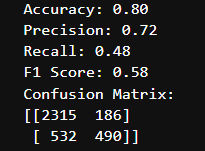 Accuracy: 0.80
Precision: 0.72
Recall: 0.48
F1 Score: 0.58
Confusion Matrix:
[[2315  186]
 [ 532  490]]